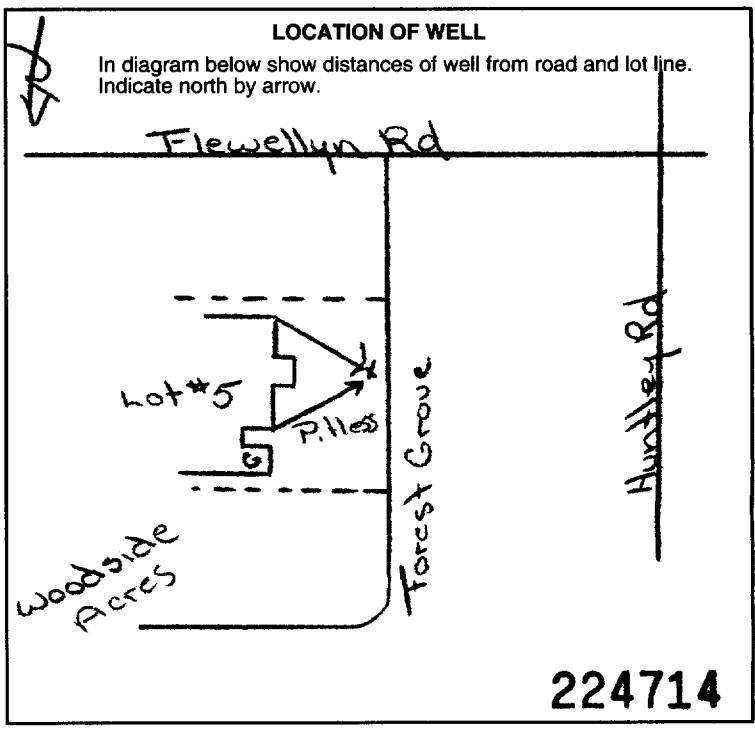 LOCATION OF WELL
In diagram below show distances of well from road and lot line.
Indicate north by arrow.
Flewellyn Rd
Lot #5
Pitless
G
Forest Grove
Huntley Rd
Woodside
Acres
224714